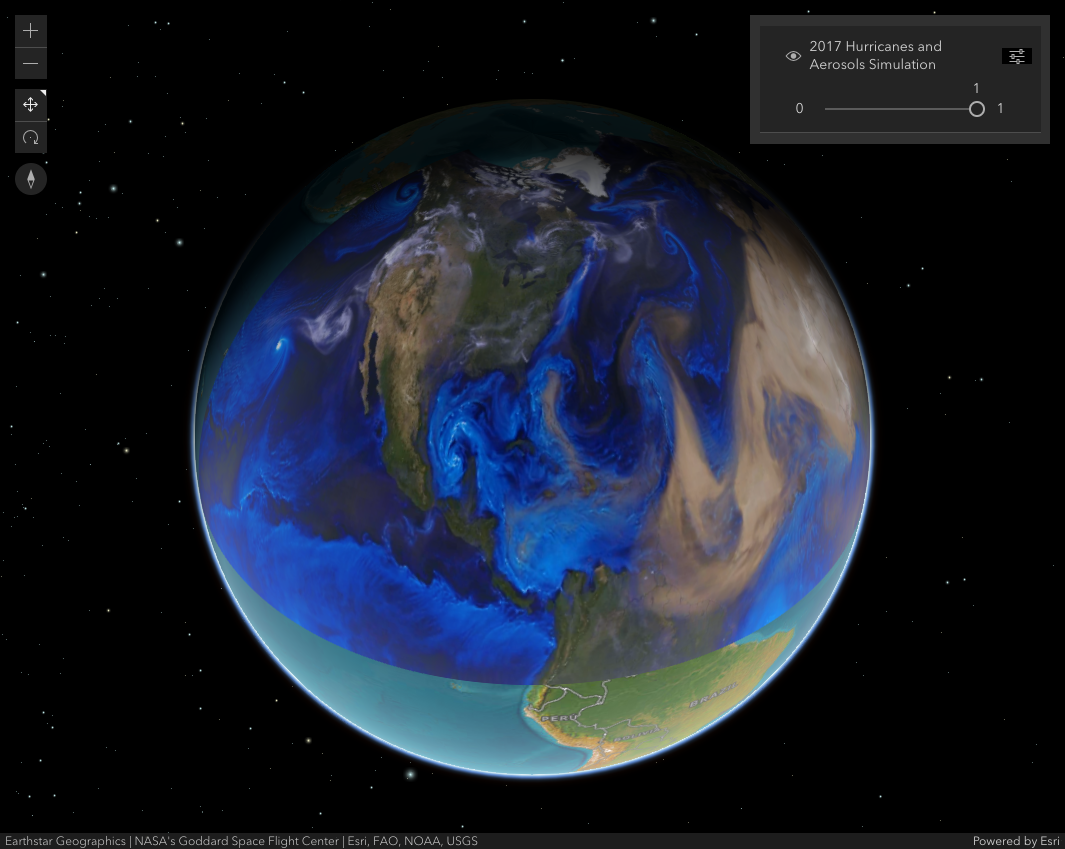 2017 Hurricanes and
Aerosols Simulation
1
0 1
PERU
BOLIVIA
BRASIL
Earthstar Geographics | NASA's Goddard Space Flight Center | Esri, FAO, NOAA, USGS
Powered by Esri